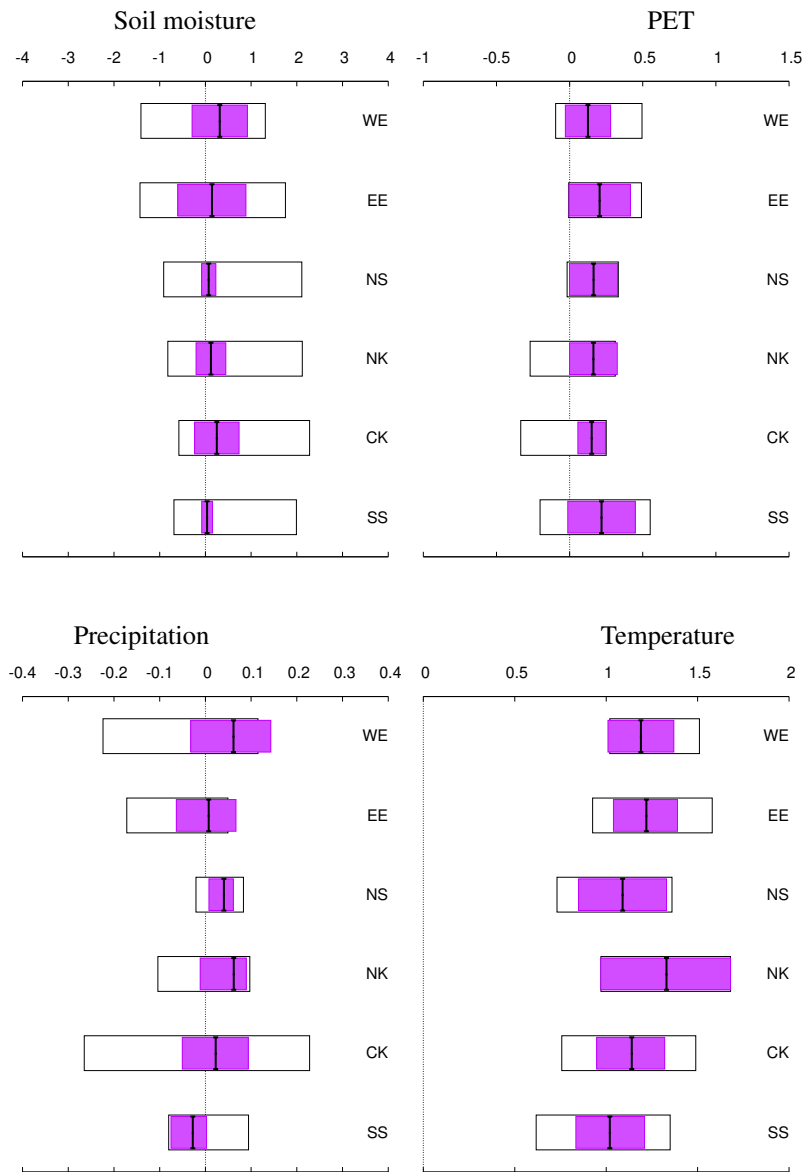 Soil moisture PET
-4 -3 -2 -1 0 1 2 3 4 -1 -0.5 0 0.5 1 1.5
WE WE
EE EE
NS NS
NK NK
CK CK
SS SS
Precipitation Temperature
-0.4 -0.3 -0.2 -0.1 0 0.1 0.2 0.3 0.4 0 0.5 1 1.5 2
WE WE
EE EE
NS NS
NK NK
CK CK
SS SS